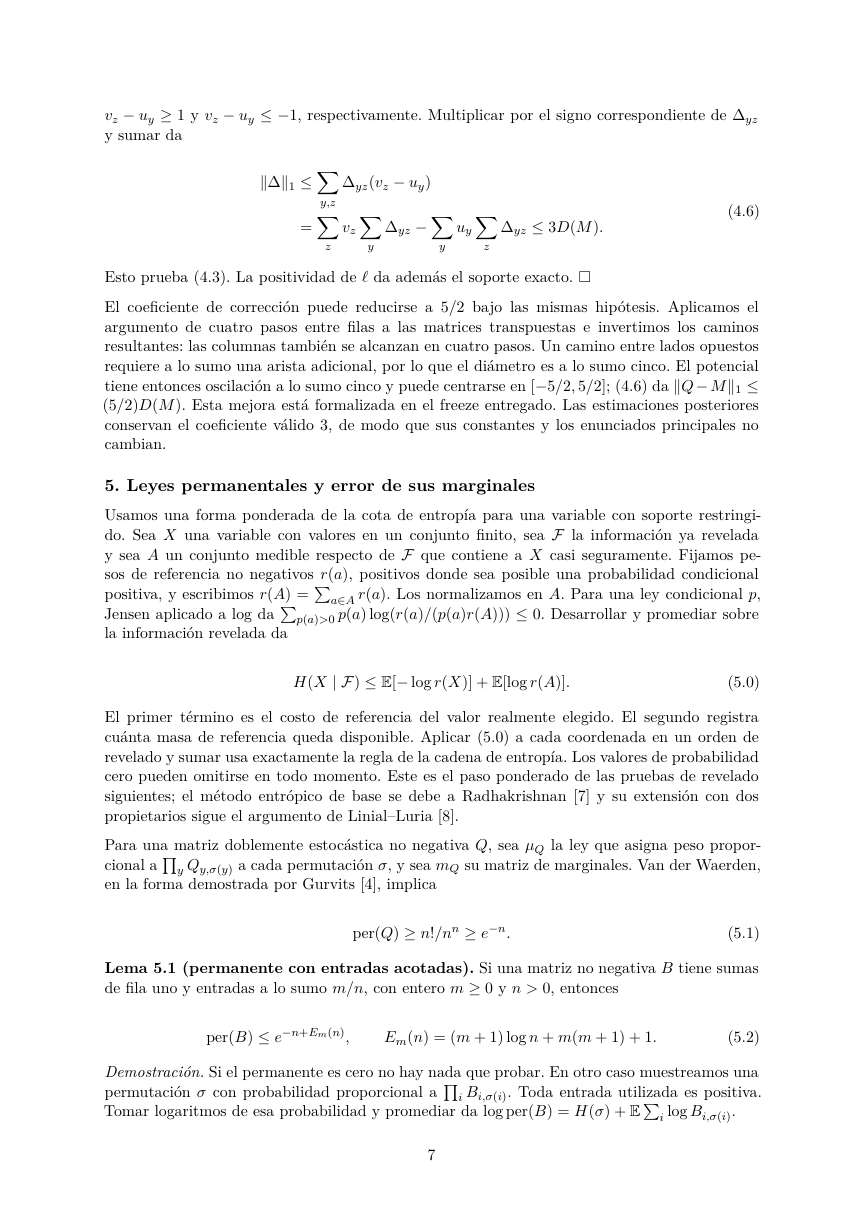 v_z − u_y ≥ 1 y v_z − u_y ≤ −1, respectivamente. Multiplicar por el signo correspondiente de Δ_{yz}
y sumar da
‖Δ‖₁ ≤ ∑_{y,z} Δ_{yz}(v_z − u_y)
= ∑_z v_z ∑_y Δ_{yz} − ∑_y u_y ∑_z Δ_{yz} ≤ 3D(M).
(4.6)
Esto prueba (4.3). La positividad de ℓ da además el soporte exacto. □
El coeficiente de corrección puede reducirse a 5/2 bajo las mismas hipótesis. Aplicamos el
argumento de cuatro pasos entre filas a las matrices transpuestas e invertimos los caminos
resultantes: las columnas también se alcanzan en cuatro pasos. Un camino entre lados opuestos
requiere a lo sumo una arista adicional, por lo que el diámetro es a lo sumo cinco. El potencial
tiene entonces oscilación a lo sumo cinco y puede centrarse en [−5/2, 5/2]; (4.6) da ‖Q − M‖₁ ≤
(5/2)D(M). Esta mejora está formalizada en el freeze entregado. Las estimaciones posteriores
conservan el coeficiente válido 3, de modo que sus constantes y los enunciados principales no
cambian.
5. Leyes permanentales y error de sus marginales
Usamos una forma ponderada de la cota de entropía para una variable con soporte restringi-
do. Sea X una variable con valores en un conjunto finito, sea ℱ la información ya revelada
y sea A un conjunto medible respecto de ℱ que contiene a X casi seguramente. Fijamos pe-
sos de referencia no negativos r(a), positivos donde sea posible una probabilidad condicional
positiva, y escribimos r(A) = ∑_{a∈A} r(a). Los normalizamos en A. Para una ley condicional p,
Jensen aplicado a log da ∑_{p(a)>0} p(a) log(r(a)/(p(a)r(A))) ≤ 0. Desarrollar y promediar sobre
la información revelada da
H(X | ℱ) ≤ 𝔼[− log r(X)] + 𝔼[log r(A)]. (5.0)
El primer término es el costo de referencia del valor realmente elegido. El segundo registra
cuánta masa de referencia queda disponible. Aplicar (5.0) a cada coordenada en un orden de
revelado y sumar usa exactamente la regla de la cadena de entropía. Los valores de probabilidad
cero pueden omitirse en todo momento. Este es el paso ponderado de las pruebas de revelado
siguientes; el método entrópico de base se debe a Radhakrishnan [7] y su extensión con dos
propietarios sigue el argumento de Linial–Luria [8].
Para una matriz doblemente estocástica no negativa Q, sea μ_Q la ley que asigna peso propor-
cional a ∏_y Q_{y,σ(y)} a cada permutación σ, y sea m_Q su matriz de marginales. Van der Waerden,
en la forma demostrada por Gurvits [4], implica
per(Q) ≥ n!/nⁿ ≥ e^{−n}. (5.1)
Lema 5.1 (permanente con entradas acotadas). Si una matriz no negativa B tiene sumas
de fila uno y entradas a lo sumo m/n, con entero m ≥ 0 y n > 0, entonces
per(B) ≤ e^{−n+E_m(n)}, E_m(n) = (m + 1) log n + m(m + 1) + 1. (5.2)
Demostración. Si el permanente es cero no hay nada que probar. En otro caso muestreamos una
permutación σ con probabilidad proporcional a ∏_i B_{i,σ(i)}. Toda entrada utilizada es positiva.
Tomar logaritmos de esa probabilidad y promediar da log per(B) = H(σ) + 𝔼 ∑_i log B_{i,σ(i)}.
7